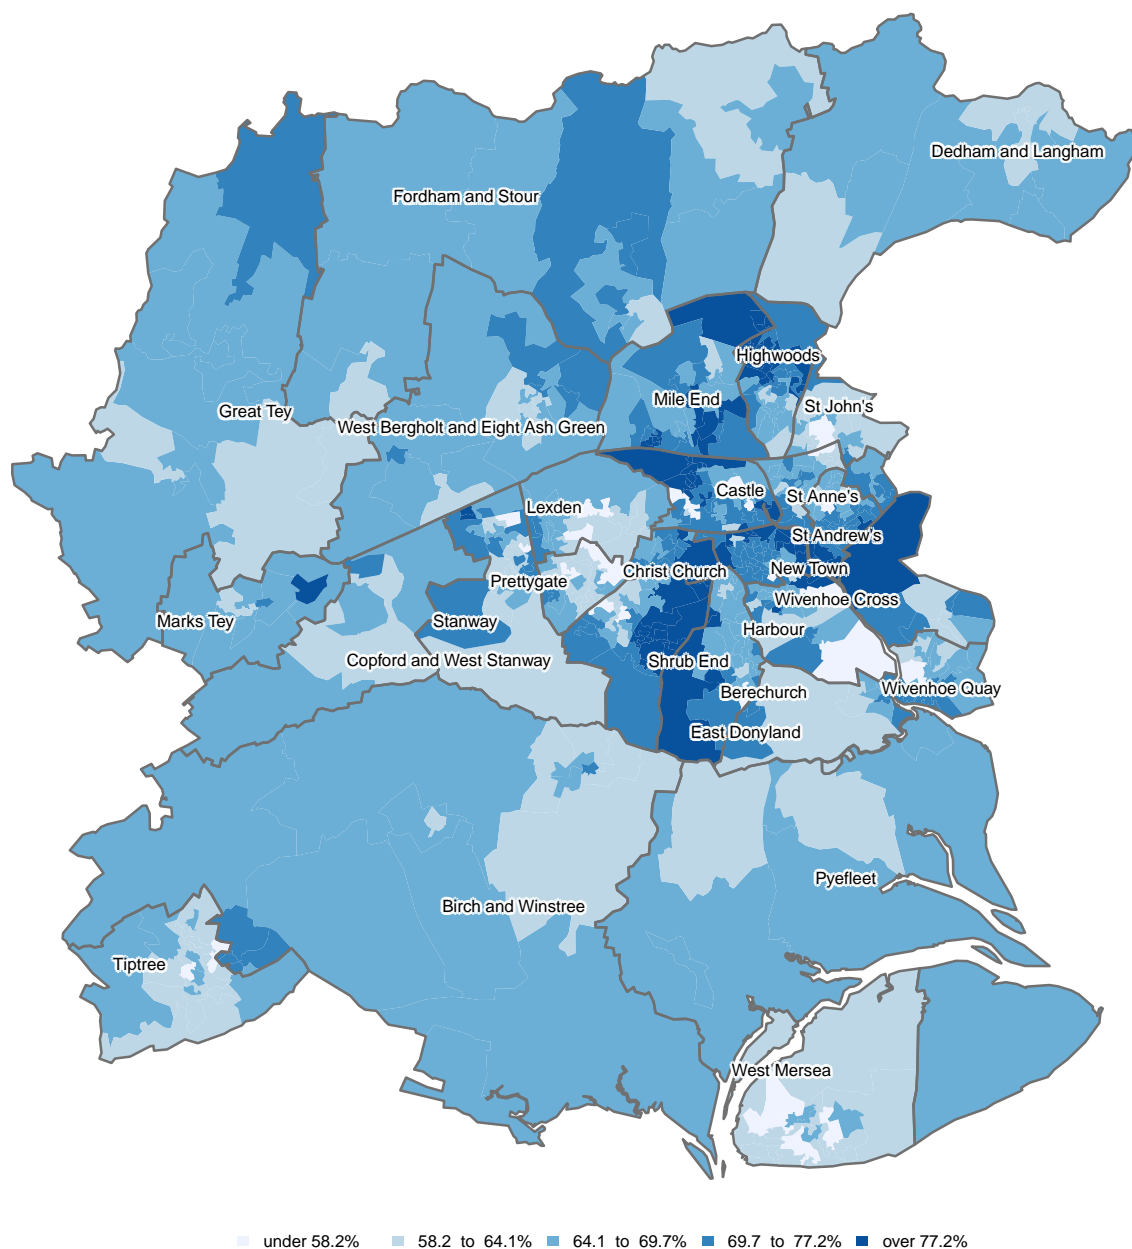 Dedham and Langham
Fordham and Stour
Highwoods
Mile End
St John's
Great Tey
West Bergholt and Eight Ash Green
Castle
St Anne's
Lexden
St Andrew's
Christ Church
New Town
Prettygate
Wivenhoe Cross
Marks Tey
Stanway
Harbour
Copford and West Stanway
Shrub End
Berechurch
Wivenhoe Quay
East Donyland
Pyefleet
Birch and Winstree
Tiptree
West Mersea
under 58.2% 58.2 to 64.1% 64.1 to 69.7% 69.7 to 77.2% over 77.2%